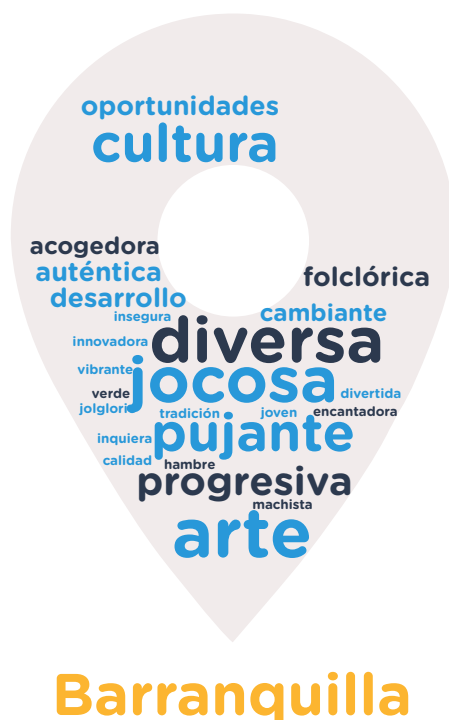 oportunidades
cultura
acogedora
auténtica
folclórica
desarrollo
cambiante
insegura
diversa
innovadora
vibrante
jocosa
verde
divertida
jolglori
tradición
joven
encantadora
pujante
inquiera
calidad
hambre
progresiva
machista
arte
Barranquilla